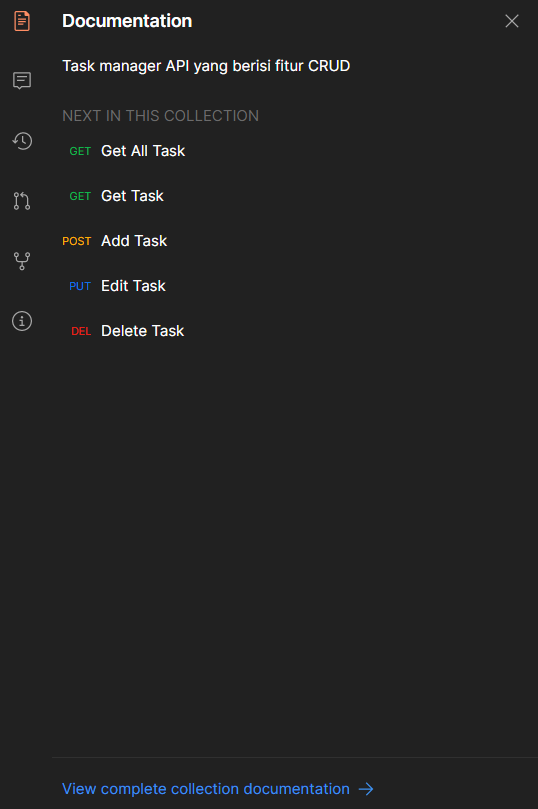 Documentation
Task manager API yang berisi fitur CRUD
NEXT IN THIS COLLECTION
GET Get All Task
GET Get Task
POST Add Task
PUT Edit Task
DEL Delete Task
View complete collection documentation